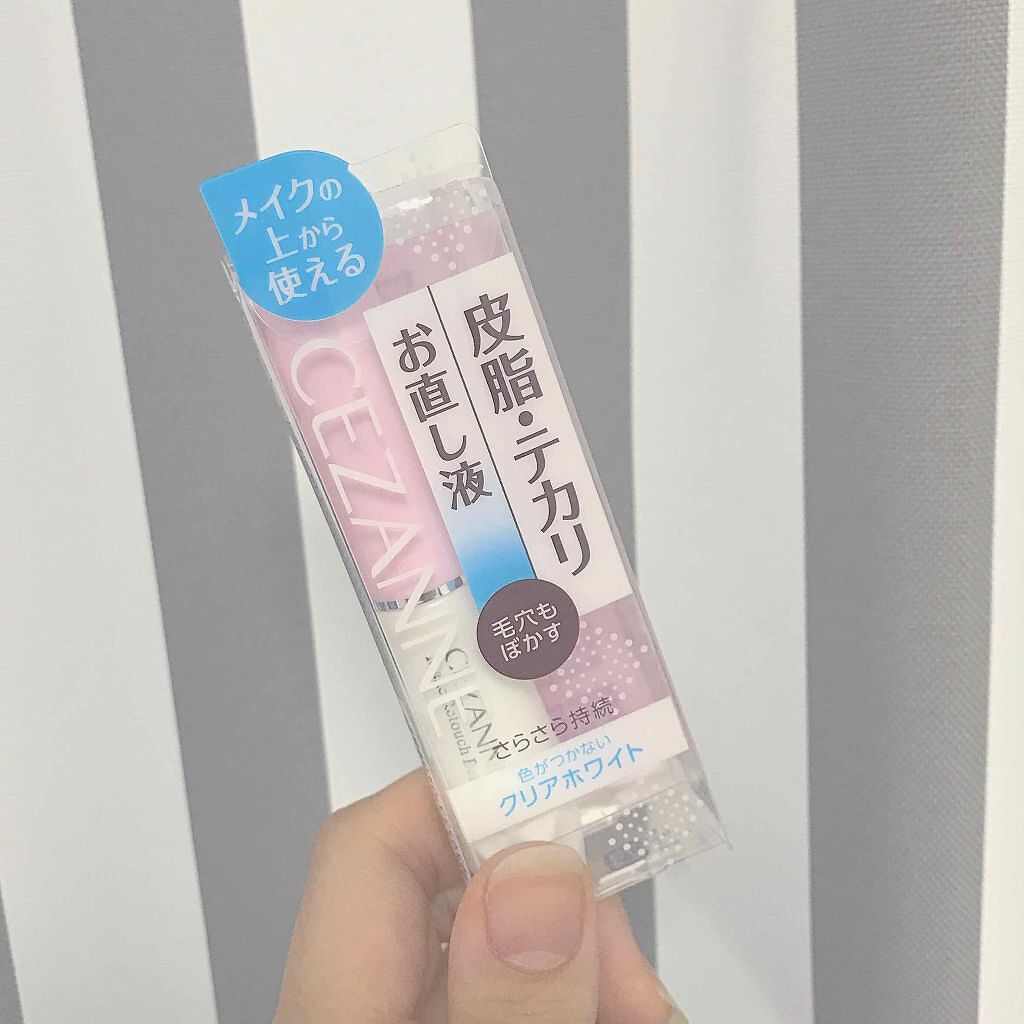 メイクの
上から
使える
皮脂・テカリ
お直し液
CEZANNE
毛穴も
ぼかす
さらさら持続
色がつかない
クリアホワイト
Retouch